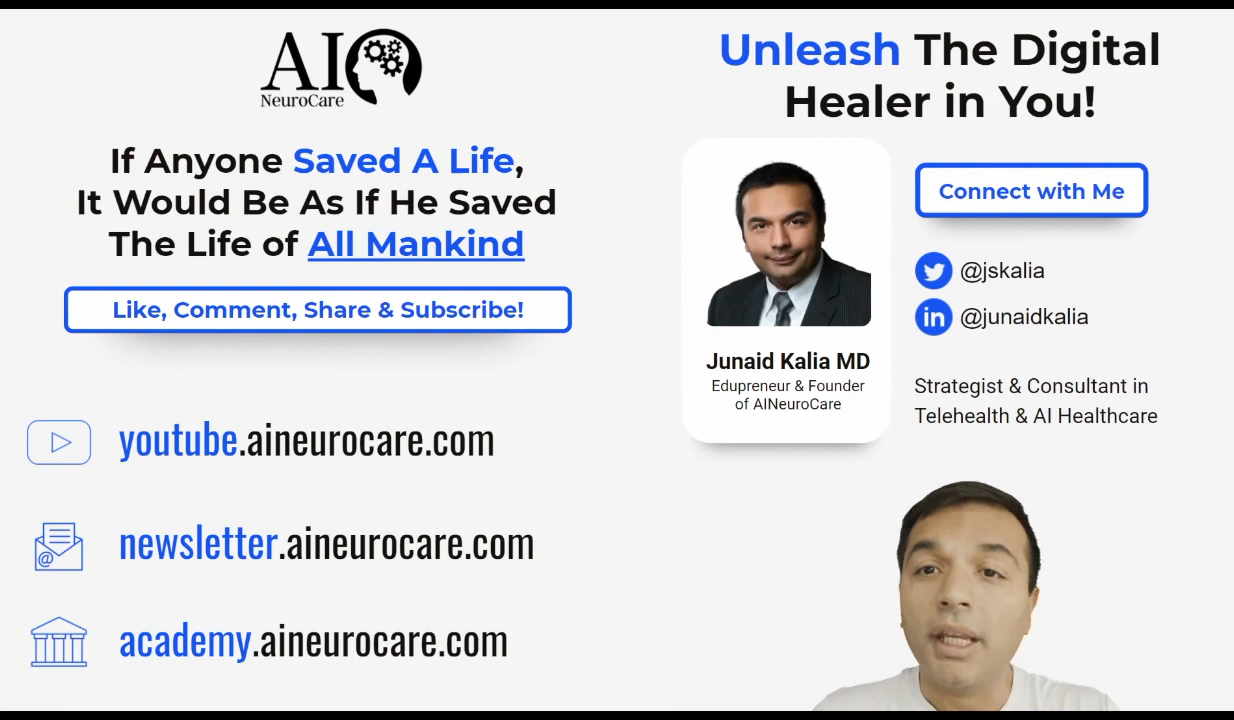 AI
NeuroCare
If Anyone Saved A Life,
It Would Be As If He Saved
The Life of All Mankind
Like, Comment, Share & Subscribe!
youtube.aineurocare.com
@
newsletter.aineurocare.com
academy.aineurocare.com
Unleash The Digital
Healer in You!
Junaid Kalia MD
Edupreneur & Founder
of AINeuroCare
Connect with Me
@jskalia
in @junaidkalia
Strategist & Consultant in
Telehealth & AI Healthcare